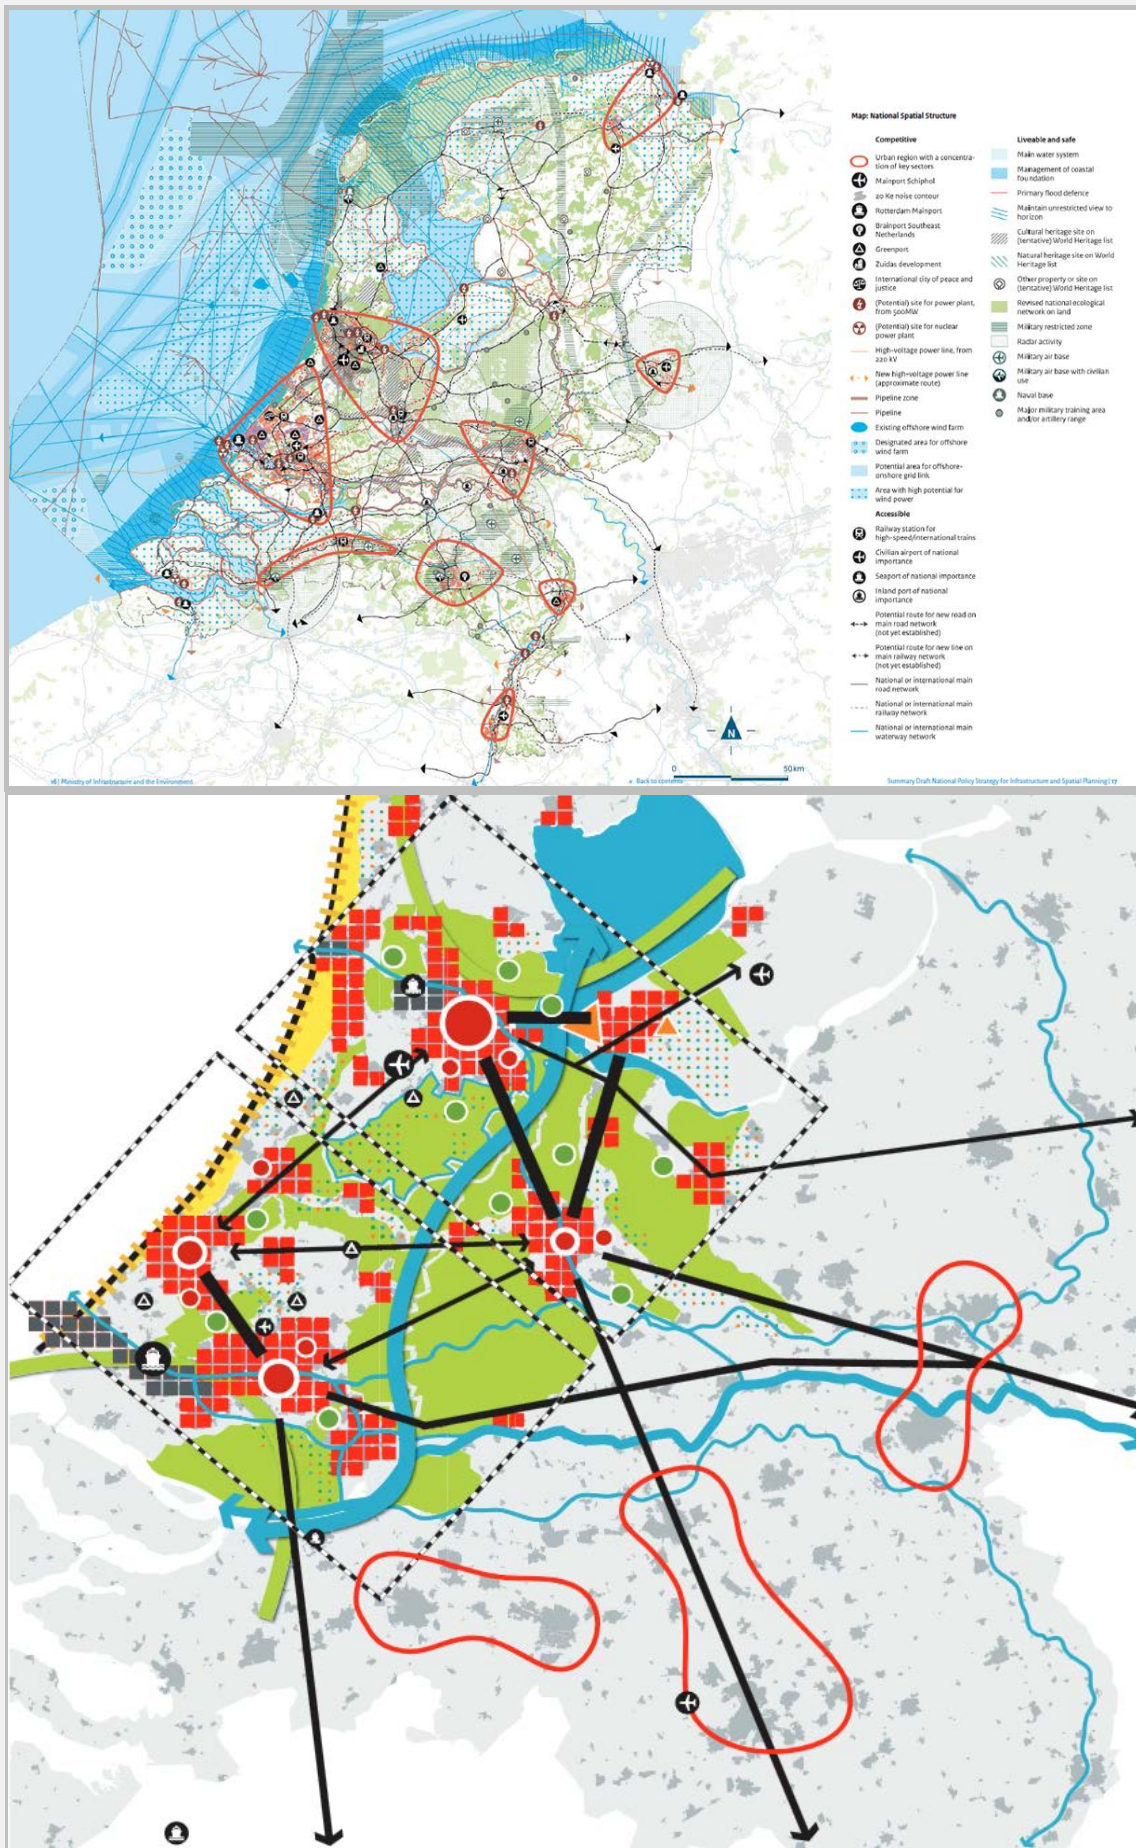 Map: National Spatial Structure
Competitive
Urban region with a concentra-
tion of key sectors
Mainport Schiphol
20 Ke noise contour
Rotterdam Mainport
Brainport Southeast
Netherlands
Greenport
Zuidas development
International city of peace and
justice
(Potential) site for power plant,
from 500MW
(Potential) site for nuclear
power plant
High-voltage power line, from
220 kV
New high-voltage power line
(approximate route)
Pipeline zone
Pipeline
Existing offshore wind farm
Designated area for offshore
wind farm
Potential area for offshore-
onshore grid link
Area with high potential for
wind power
Accessible
Railway station for
high-speed/international trains
Civilian airport of national
importance
Seaport of national importance
Inland port of national
importance
Potential route for new road on
main road network
(not yet established)
Potential route for new line on
main railway network
(not yet established)
National or international main
road network
National or international main
railway network
National or international main
waterway network
Liveable and safe
Main water system
Management of coastal
foundation
Primary flood defence
Maintain unrestricted view to
horizon
Cultural heritage site on
(tentative) World Heritage list
Natural heritage site on World
Heritage list
Other property or site on
(tentative) World Heritage list
Revised national ecological
network on land
Military restricted zone
Radar activity
Military air base
Military air base with civilian
use
Naval base
Major military training area
and/or artillery range
N
0 50 km
16 | Ministry of Infrastructure and the Environment
« Back to contents
Summary Draft National Policy Strategy for Infrastructure and Spatial Planning | 17